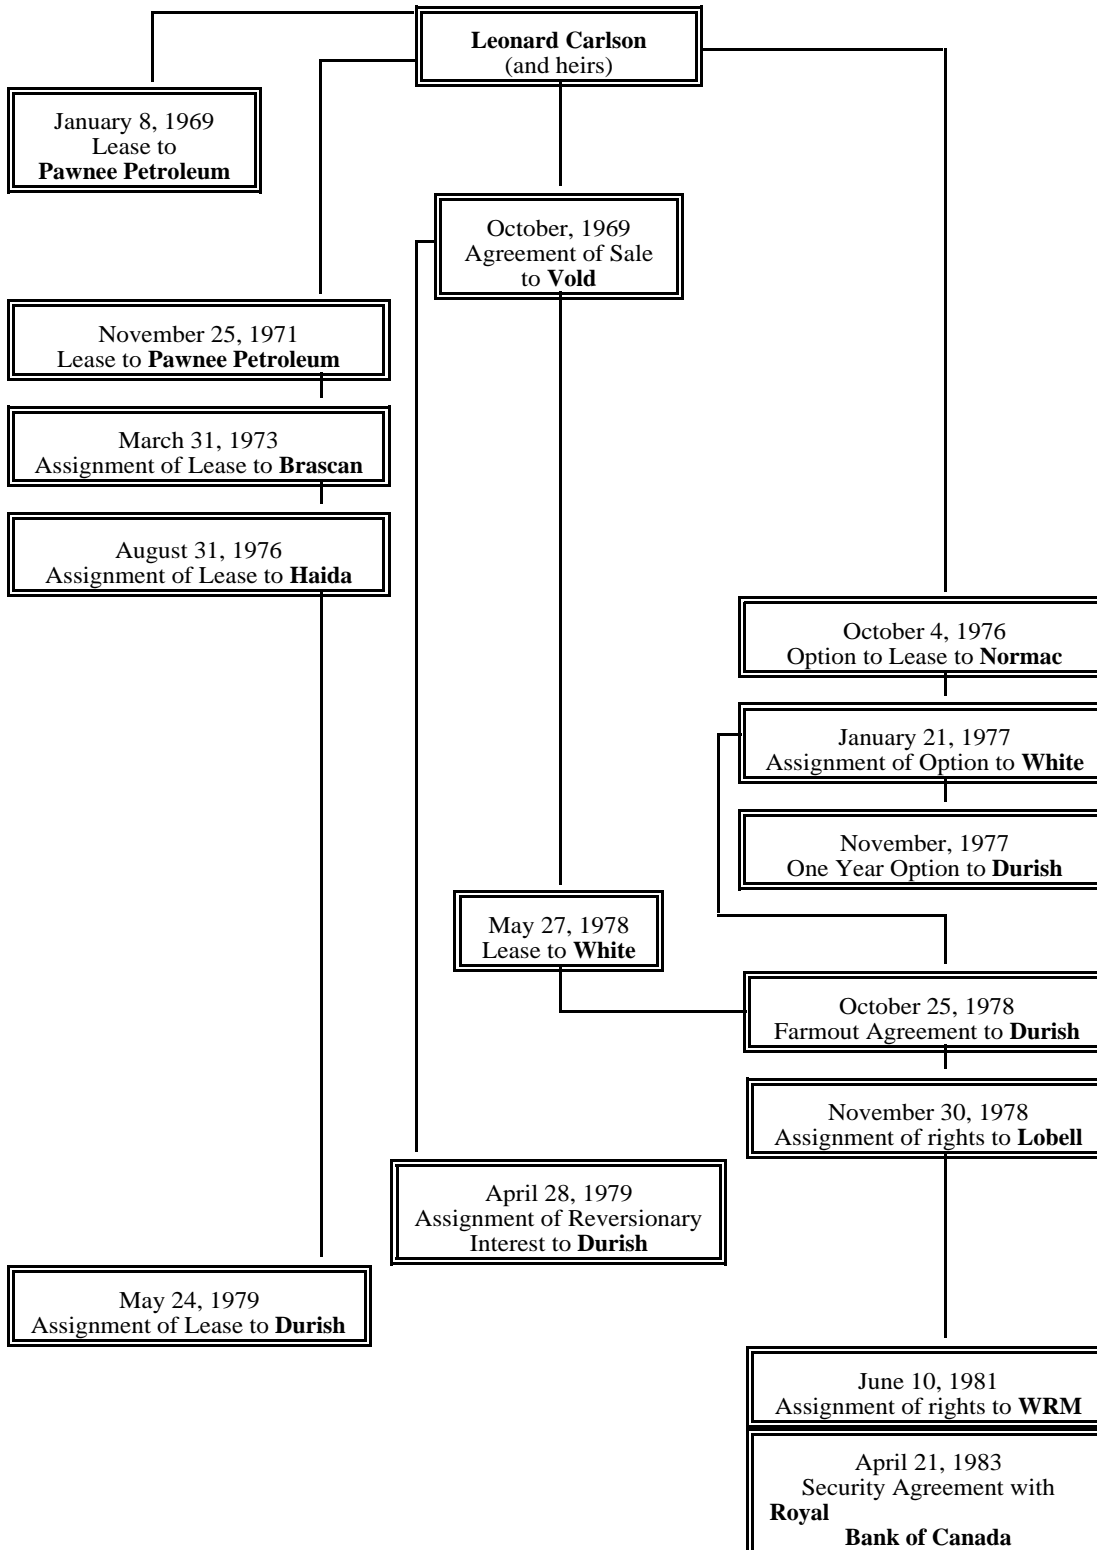 Leonard Carlson
(and heirs)
January 8, 1969
Lease to
Pawnee Petroleum
October, 1969
Agreement of Sale
to Vold
November 25, 1971
Lease to Pawnee Petroleum
March 31, 1973
Assignment of Lease to Brascan
August 31, 1976
Assignment of Lease to Haida
October 4, 1976
Option to Lease to Normac
January 21, 1977
Assignment of Option to White
November, 1977
One Year Option to Durish
May 27, 1978
Lease to White
October 25, 1978
Farmout Agreement to Durish
November 30, 1978
Assignment of rights to Lobell
April 28, 1979
Assignment of Reversionary
Interest to Durish
May 24, 1979
Assignment of Lease to Durish
June 10, 1981
Assignment of rights to WRM
April 21, 1983
Security Agreement with
Royal
Bank of Canada